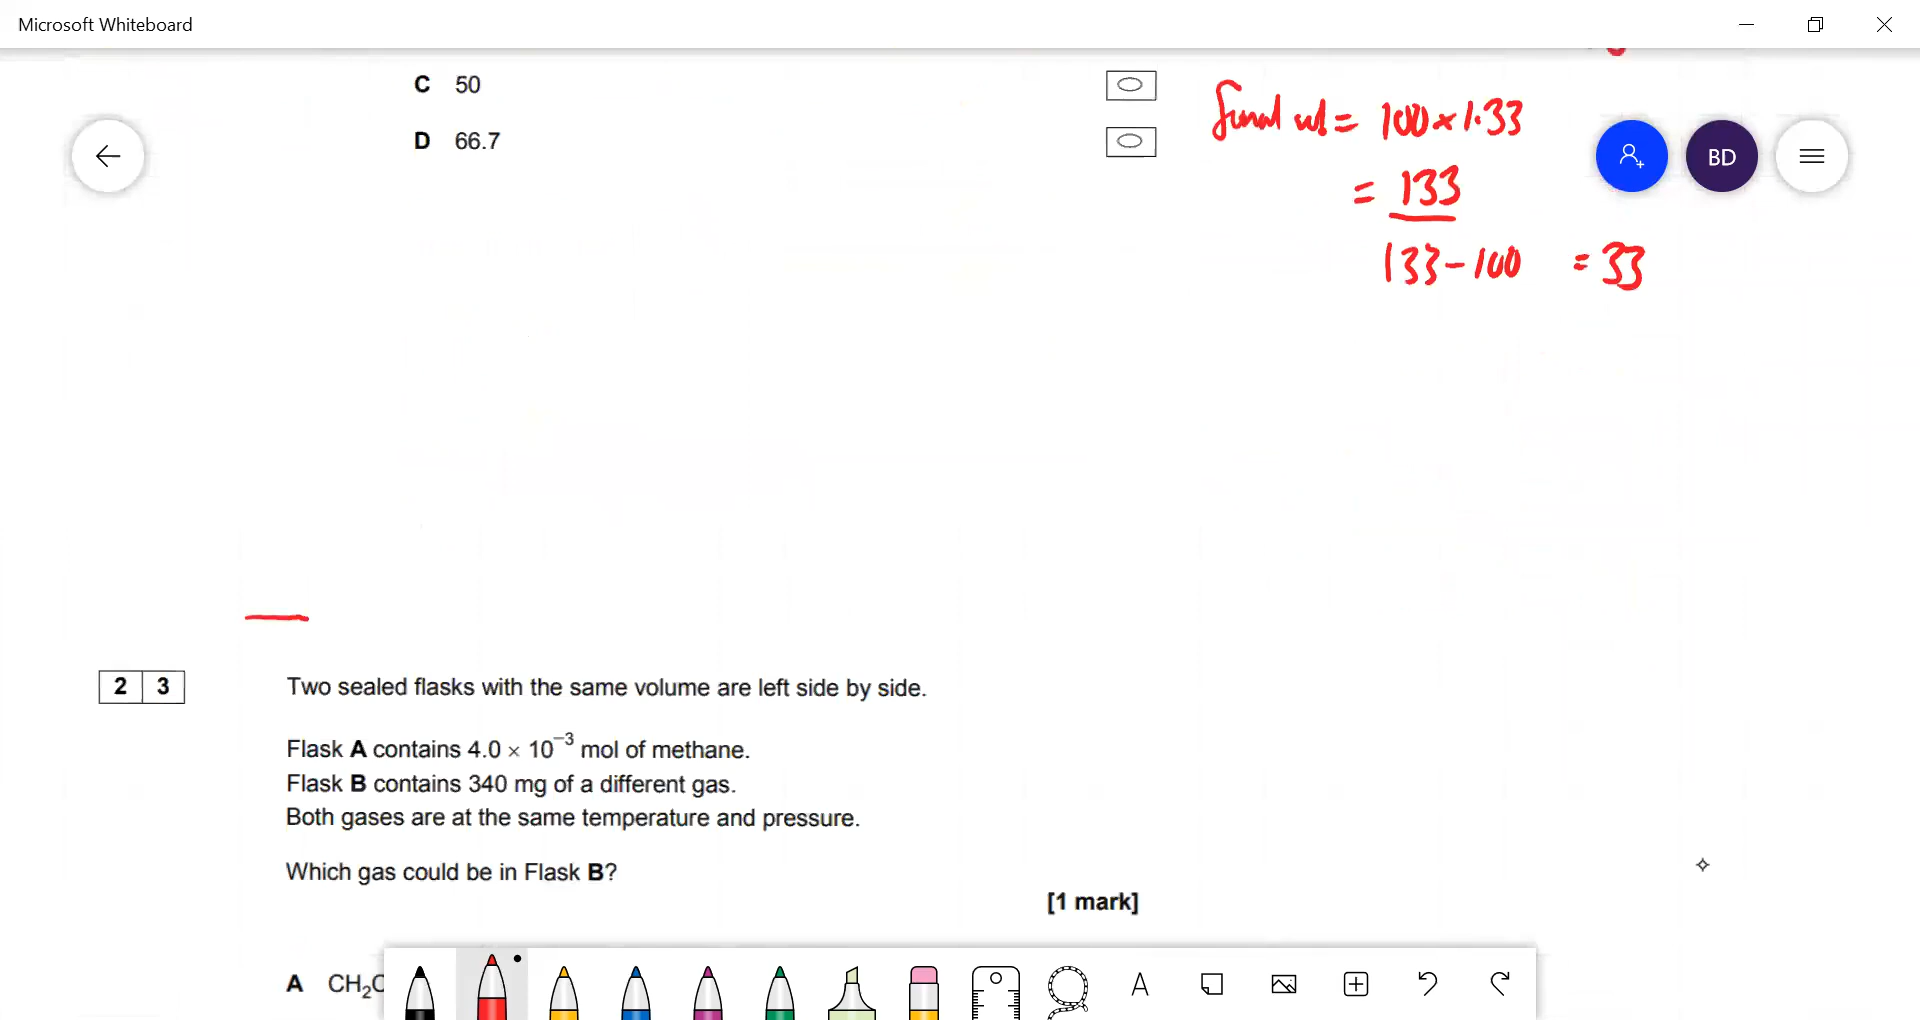 Microsoft Whiteboard
C 50
D 66.7
final vol = 100 × 1.33
= 133
133 - 100 = 33
BD
2 3
Two sealed flasks with the same volume are left side by side.
Flask A contains 4.0 × 10⁻³ mol of methane.
Flask B contains 340 mg of a different gas.
Both gases are at the same temperature and pressure.
Which gas could be in Flask B?
[1 mark]
A CH₂C
A